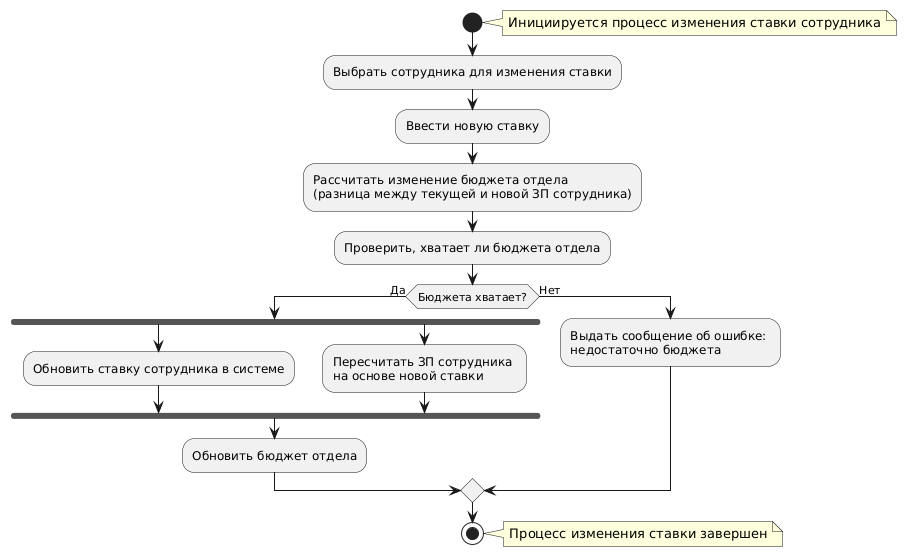 Инициируется процесс изменения ставки сотрудника
Выбрать сотрудника для изменения ставки
Ввести новую ставку
Рассчитать изменение бюджета отдела
(разница между текущей и новой ЗП сотрудника)
Проверить, хватает ли бюджета отдела
Да
Бюджета хватает?
Нет
Обновить ставку сотрудника в системе
Пересчитать ЗП сотрудника
на основе новой ставки
Выдать сообщение об ошибке:
недостаточно бюджета
Обновить бюджет отдела
Процесс изменения ставки завершен